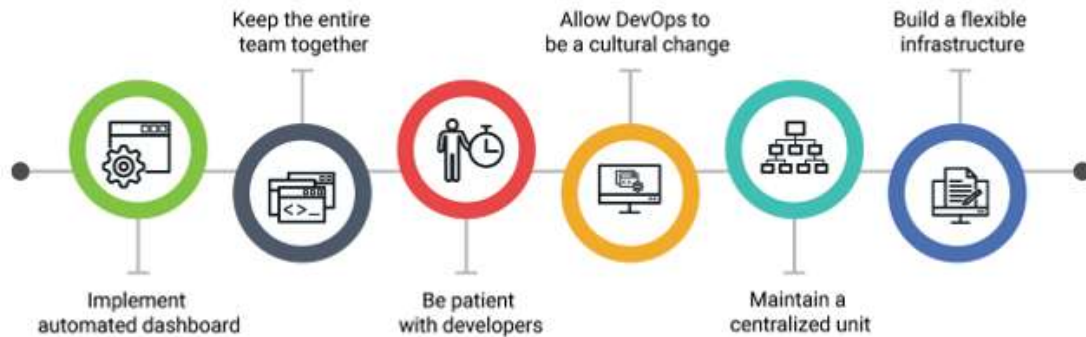 Keep the entire
team together
Allow DevOps to
be a cultural change
Build a flexible
infrastructure
<>_
Implement
automated dashboard
Be patient
with developers
Maintain a
centralized unit